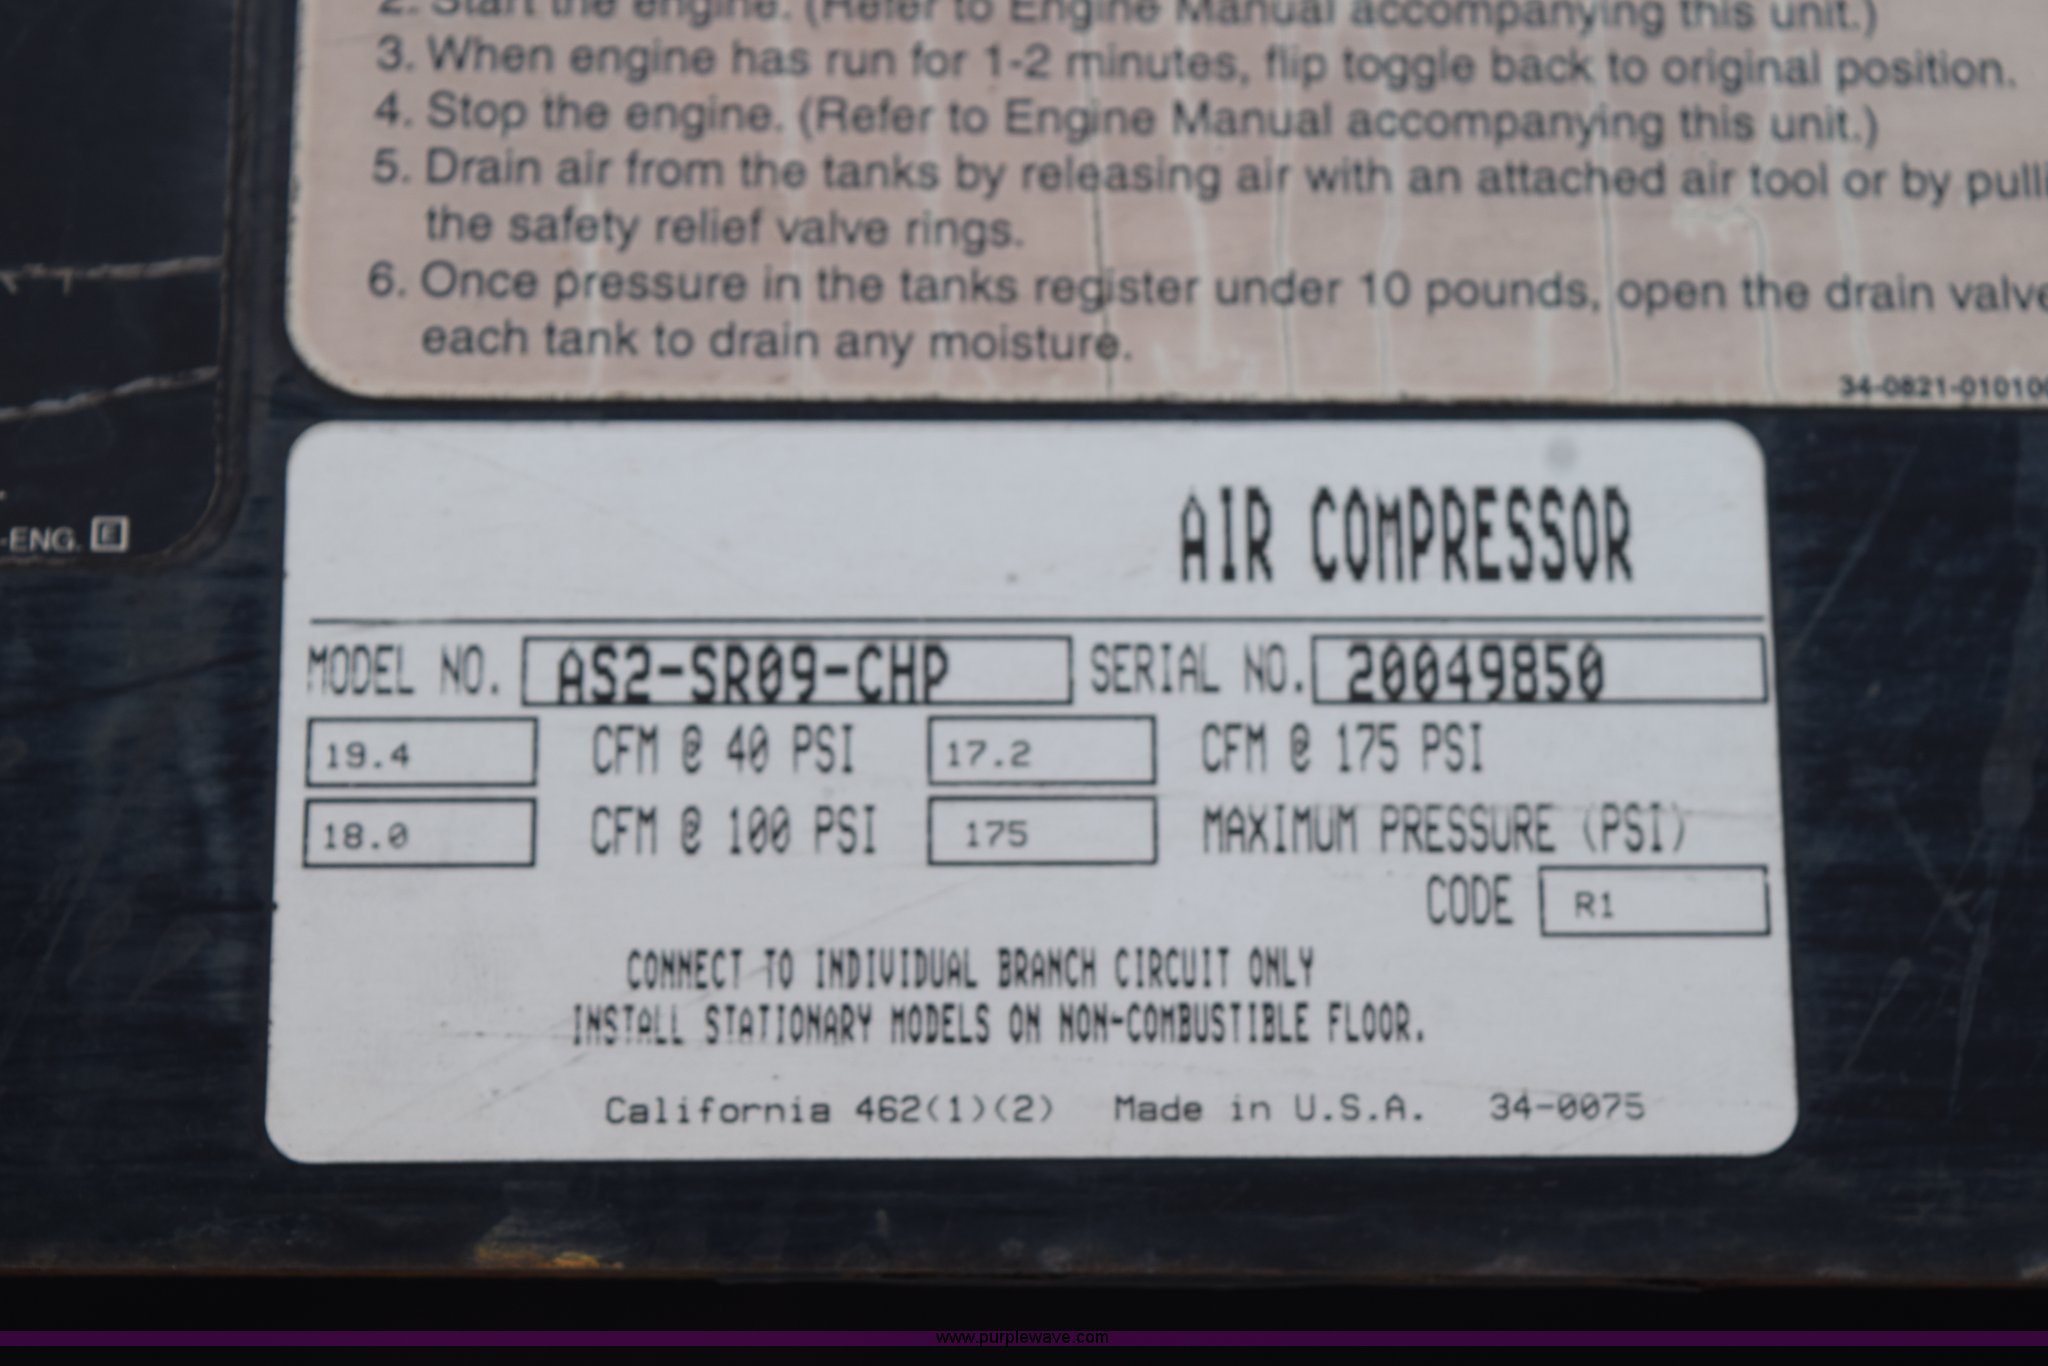 2. Start the engine. (Refer to Engine Manual accompanying this unit.)
3. When engine has run for 1-2 minutes, flip toggle back to original position.
4. Stop the engine. (Refer to Engine Manual accompanying this unit.)
5. Drain air from the tanks by releasing air with an attached air tool or by pulli
the safety relief valve rings.
6. Once pressure in the tanks register under 10 pounds, open the drain valve
each tank to drain any moisture.
34-0821-010100
-ENG. E
AIR COMPRESSOR
MODEL NO. AS2-SR09-CHP SERIAL NO. 20049850
19.4 CFM @ 40 PSI 17.2 CFM @ 175 PSI
18.0 CFM @ 100 PSI 175 MAXIMUM PRESSURE (PSI)
CODE R1
CONNECT TO INDIVIDUAL BRANCH CIRCUIT ONLY
INSTALL STATIONARY MODELS ON NON-COMBUSTIBLE FLOOR.
California 462(1)(2) Made in U.S.A. 34-0075
www.purplewave.com